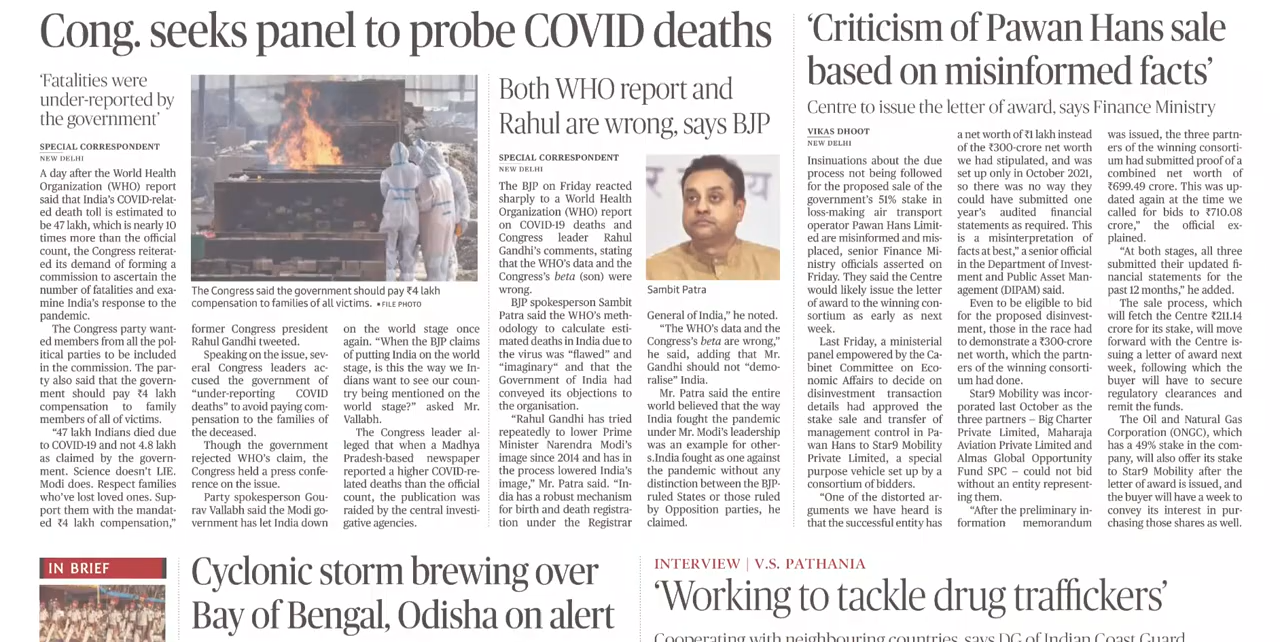 Cong. seeks panel to probe COVID deaths
‘Fatalities were
under-reported by
the government’
SPECIAL CORRESPONDENT
NEW DELHI
A day after the World Health
Organization (WHO) report
said that India’s COVID-relat-
ed death toll is estimated to
be 47 lakh, which is nearly 10
times more than the official
count, the Congress reiterat-
ed its demand of forming a
commission to ascertain the
number of fatalities and exa-
mine India’s response to the
pandemic.
The Congress party want-
ed members from all the pol-
itical parties to be included
in the commission. The par-
ty also said that the govern-
ment should pay ₹4 lakh
compensation to family
members of all of victims.
“47 lakh Indians died due
to COVID-19 and not 4.8 lakh
as claimed by the govern-
ment. Science doesn’t LIE.
Modi does. Respect families
who’ve lost loved ones. Sup-
port them with the mandat-
ed ₹4 lakh compensation,”
The Congress said the government should pay ₹4 lakh
compensation to families of all victims. ▪FILE PHOTO
former Congress president
Rahul Gandhi tweeted.
Speaking on the issue, sev-
eral Congress leaders ac-
cused the government of
“under-reporting COVID
deaths” to avoid paying com-
pensation to the families of
the deceased.
Though the government
rejected WHO’s claim, the
Congress held a press confe-
rence on the issue.
Party spokesperson Gou-
rav Vallabh said the Modi go-
vernment has let India down
on the world stage once
again. “When the BJP claims
of putting India on the world
stage, is this the way we In-
dians want to see our coun-
try being mentioned on the
world stage?” asked Mr.
Vallabh.
The Congress leader al-
leged that when a Madhya
Pradesh-based newspaper
reported a higher COVID-re-
lated deaths than the official
count, the publication was
raided by the central investi-
gative agencies.
Both WHO report and
Rahul are wrong, says BJP
SPECIAL CORRESPONDENT
NEW DELHI
The BJP on Friday reacted
sharply to a World Health
Organization (WHO) report
on COVID-19 deaths and
Congress leader Rahul
Gandhi’s comments, stating
that the WHO’s data and the
Congress’s beta (son) were
wrong.
BJP spokesperson Sambit
Patra said the WHO’s meth-
odology to calculate esti-
mated deaths in India due to
the virus was “flawed” and
“imaginary“ and that the
Government of India had
conveyed its objections to
the organisation.
“Rahul Gandhi has tried
repeatedly to lower Prime
Minister Narendra Modi’s
image since 2014 and has in
the process lowered India’s
image,” Mr. Patra said. “In-
dia has a robust mechanism
for birth and death registra-
tion under the Registrar
Sambit Patra
General of India,” he noted.
“The WHO’s data and the
Congress’s beta are wrong,”
he said, adding that Mr.
Gandhi should not “demo-
ralise” India.
Mr. Patra said the entire
world believed that the way
India fought the pandemic
under Mr. Modi’s leadership
was an example for other-
s.India fought as one against
the pandemic without any
distinction between the BJP-
ruled States or those ruled
by Opposition parties, he
claimed.
‘Criticism of Pawan Hans sale
based on misinformed facts’
Centre to issue the letter of award, says Finance Ministry
VIKAS DHOOT
NEW DELHI
Insinuations about the due
process not being followed
for the proposed sale of the
government’s 51% stake in
loss-making air transport
operator Pawan Hans Limit-
ed are misinformed and mis-
placed, senior Finance Mi-
nistry officials asserted on
Friday. They said the Centre
would likely issue the letter
of award to the winning con-
sortium as early as next
week.
Last Friday, a ministerial
panel empowered by the Ca-
binet Committee on Eco-
nomic Affairs to decide on
disinvestment transaction
details had approved the
stake sale and transfer of
management control in Pa-
wan Hans to Star9 Mobility
Private Limited, a special
purpose vehicle set up by a
consortium of bidders.
“One of the distorted ar-
guments we have heard is
that the successful entity has
a net worth of ₹1 lakh instead
of the ₹300-crore net worth
we had stipulated, and was
set up only in October 2021,
so there was no way they
could have submitted one
year’s audited financial
statements as required. This
is a misinterpretation of
facts at best,” a senior official
in the Department of Invest-
ment and Public Asset Man-
agement (DIPAM) said.
Even to be eligible to bid
for the proposed disinvest-
ment, those in the race had
to demonstrate a ₹300-crore
net worth, which the partn-
ers of the winning consorti-
um had done.
Star9 Mobility was incor-
porated last October as the
three partners – Big Charter
Private Limited, Maharaja
Aviation Private Limited and
Almas Global Opportunity
Fund SPC – could not bid
without an entity represent-
ing them.
“After the preliminary in-
formation memorandum
was issued, the three partn-
ers of the winning consorti-
um had submitted proof of a
combined net worth of
₹699.49 crore. This was up-
dated again at the time we
called for bids to ₹710.08
crore,” the official ex-
plained.
“At both stages, all three
submitted their updated fi-
nancial statements for the
past 12 months,” he added.
The sale process, which
will fetch the Centre ₹211.14
crore for its stake, will move
forward with the Centre is-
suing a letter of award next
week, following which the
buyer will have to secure
regulatory clearances and
remit the funds.
The Oil and Natural Gas
Corporation (ONGC), which
has a 49% stake in the com-
pany, will also offer its stake
to Star9 Mobility after the
letter of award is issued, and
the buyer will have a week to
convey its interest in pur-
chasing those shares as well.
IN BRIEF
Cyclonic storm brewing over
Bay of Bengal, Odisha on alert
INTERVIEW | V.S. PATHANIA
‘Working to tackle drug traffickers’
Cooperating with neighbouring countries, says DG of Indian Coast Guard